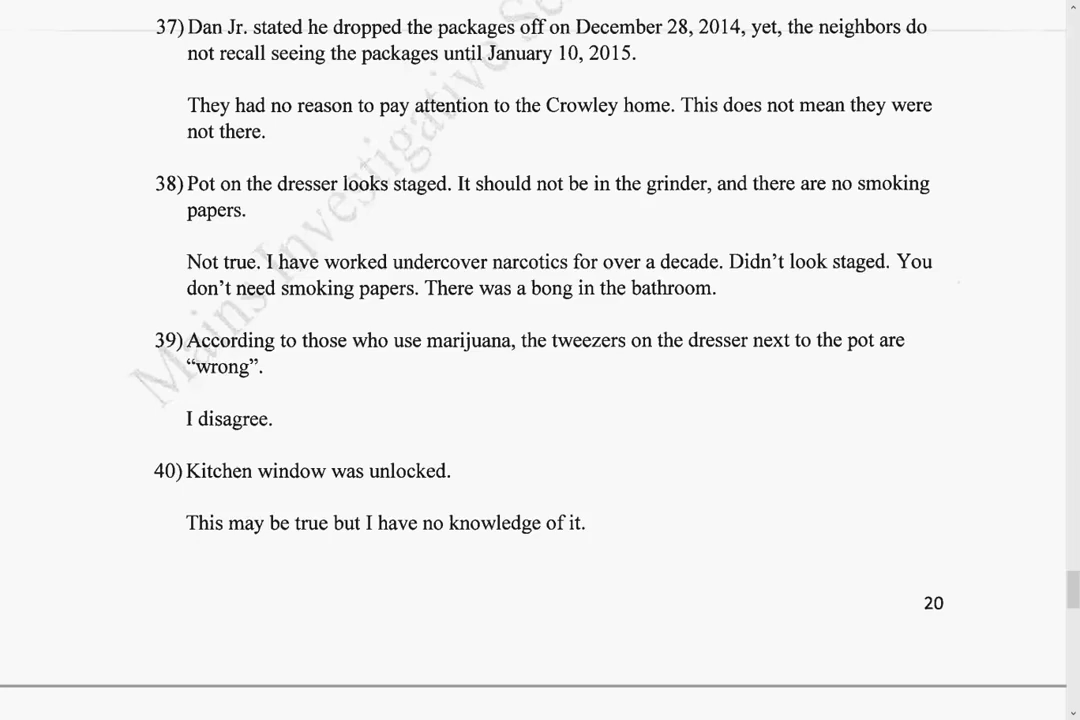 37) Dan Jr. stated he dropped the packages off on December 28, 2014, yet, the neighbors do
not recall seeing the packages until January 10, 2015.
They had no reason to pay attention to the Crowley home. This does not mean they were
not there.
38) Pot on the dresser looks staged. It should not be in the grinder, and there are no smoking
papers.
Not true. I have worked undercover narcotics for over a decade. Didn’t look staged. You
don’t need smoking papers. There was a bong in the bathroom.
39) According to those who use marijuana, the tweezers on the dresser next to the pot are
“wrong”.
I disagree.
40) Kitchen window was unlocked.
This may be true but I have no knowledge of it.
20
Mains Investigative